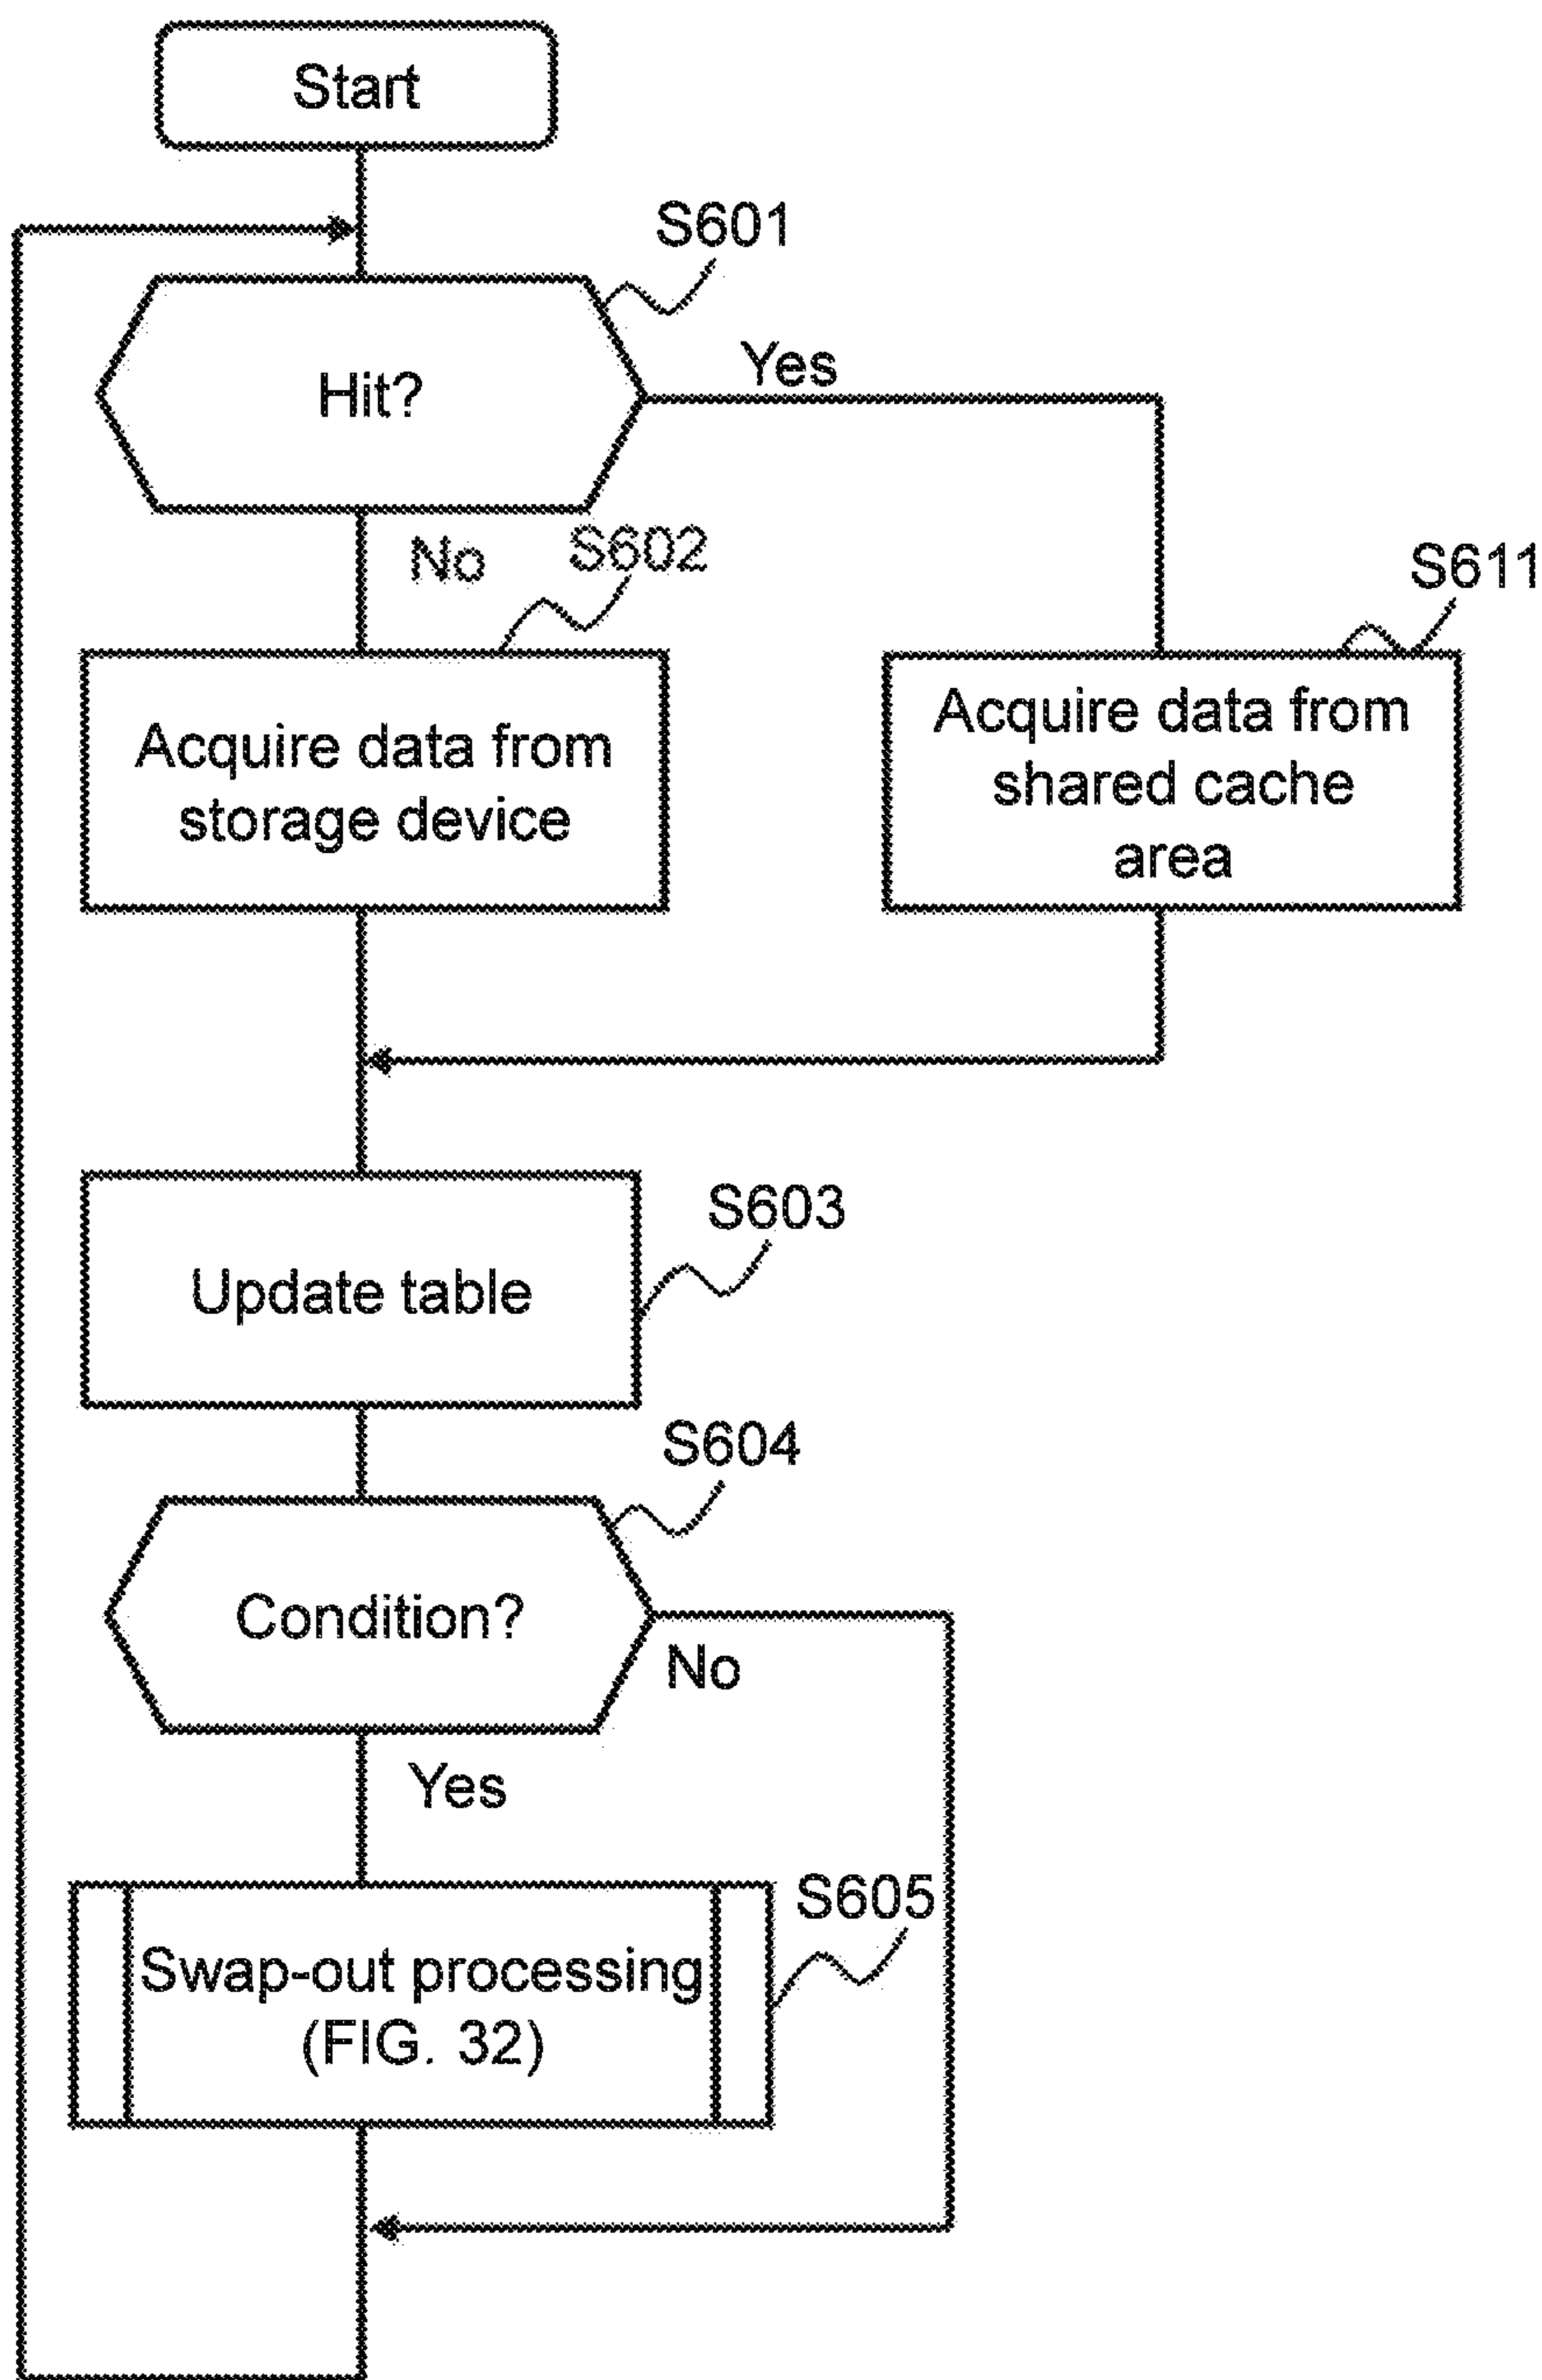 Start
S601
Hit?
Yes
No
S602
S611
Acquire data from
storage device
Acquire data from
shared cache
area
Update table
S603
S604
Condition?
No
Yes
S605
Swap-out processing
(FIG. 32)